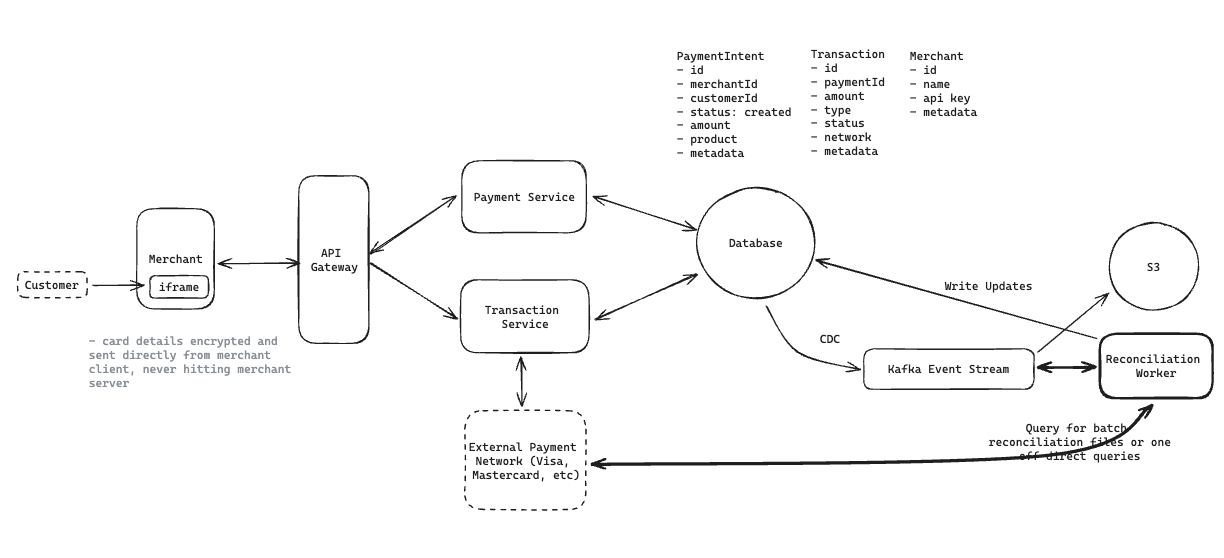 PaymentIntent
- id
- merchantId
- customerId
- status: created
- amount
- product
- metadata
Transaction
- id
- paymentId
- amount
- type
- status
- network
- metadata
Merchant
- id
- name
- api key
- metadata
Customer
Merchant
iframe
- card details encrypted and
sent directly from merchant
client, never hitting merchant
server
API
Gateway
Payment Service
Transaction
Service
External Payment
Network (Visa,
Mastercard, etc)
Database
CDC
Kafka Event Stream
Write Updates
S3
Reconciliation
Worker
Query for batch
reconciliation files or one
off direct queries